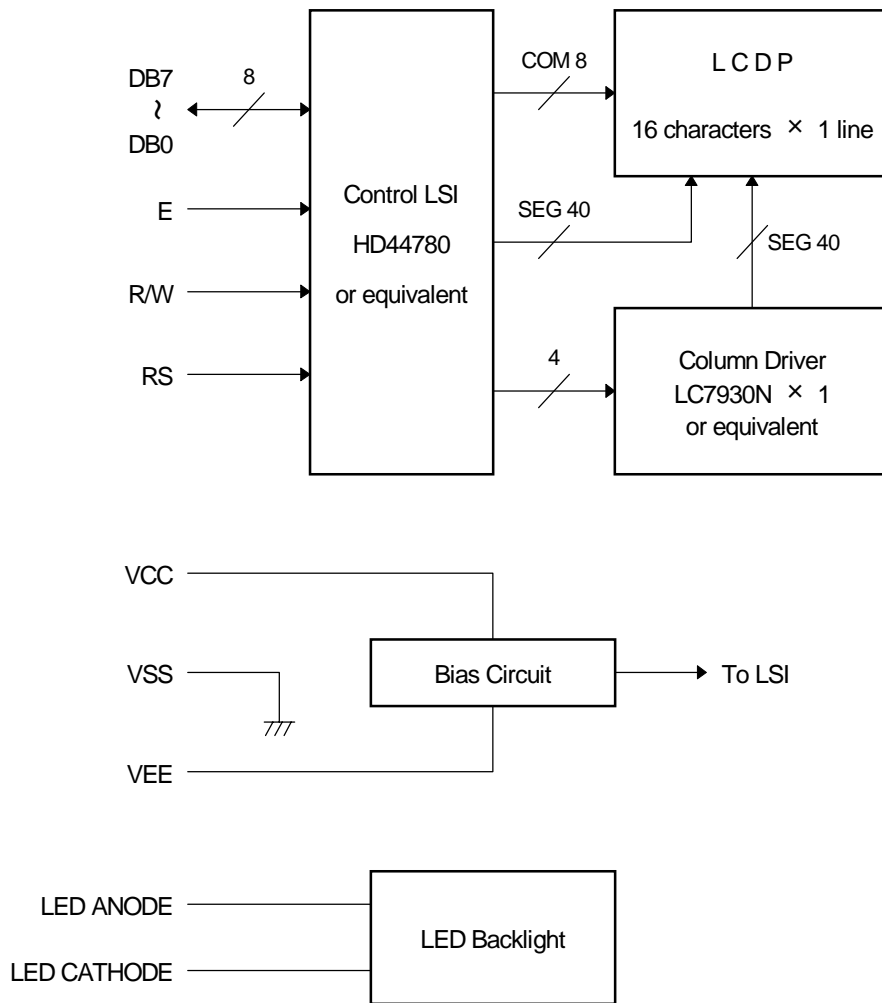 DB7
~
DB0
8
E
R/W
RS
Control LSI
HD44780
or equivalent
COM 8
SEG 40
4
L C D P
16 characters × 1 line
SEG 40
Column Driver
LC7930N × 1
or equivalent
VCC
VSS
VEE
Bias Circuit
To LSI
LED ANODE
LED CATHODE
LED Backlight